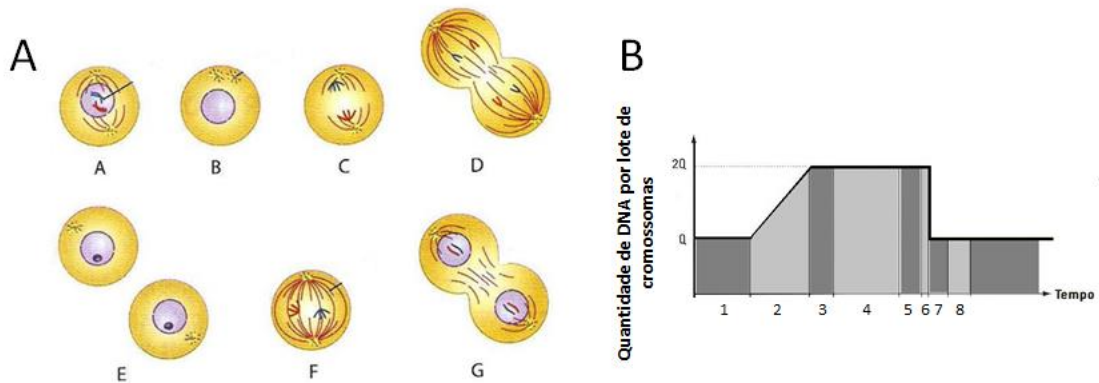 A
A
B
C
D
E
F
G
B
Quantidade de DNA por lote de
cromossomas
2Q
Q
Tempo
1 2 3 4 5 6 7 8